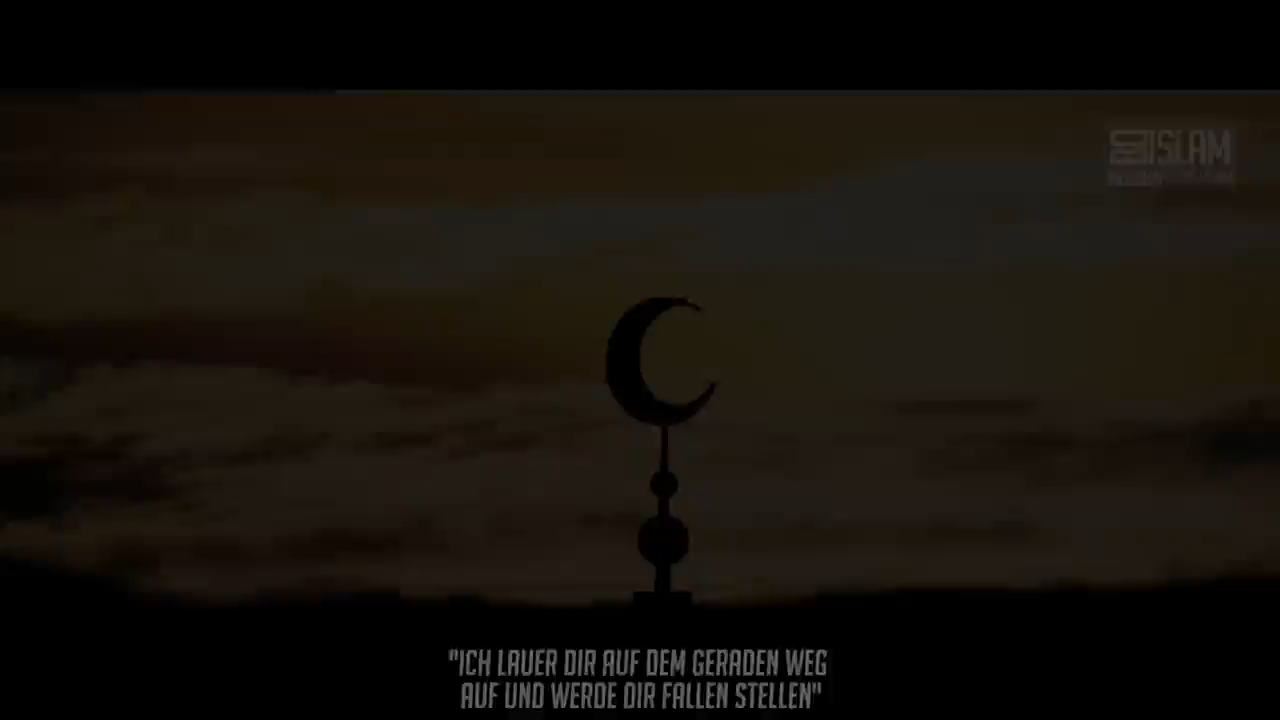 ISLAM
"ICH LAUER DIR AUF DEM GERADEN WEG
AUF UND WERDE DIR FALLEN STELLEN"